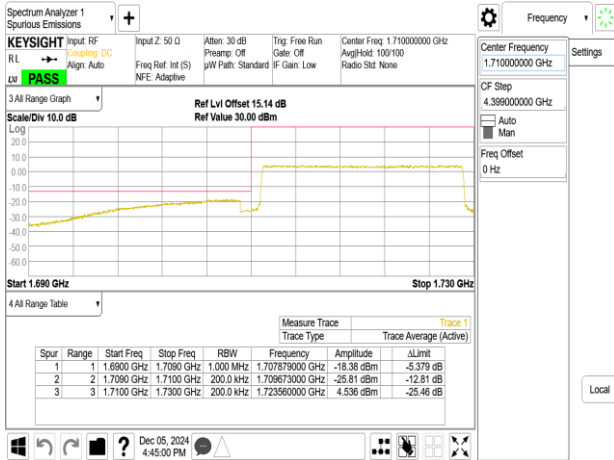 Spectrum Analyzer 1
Spurious Emissions
Frequency
KEYSIGHT Input: RF Input Z: 50 Ω Atten: 30 dB Trig: Free Run Center Freq: 1.710000000 GHz
RL Coupling: DC Preamp: Off Gate: Off Avg|Hold: 100/100
Align: Auto Freq Ref: Int (S) µW Path: Standard IF Gain: Low Radio Std: None
PASS NFE: Adaptive
Center Frequency
1.710000000 GHz
Settings
CF Step
4.399000000 GHz
Auto
Man
Freq Offset
0 Hz
3 All Range Graph
Ref Lvl Offset 15.14 dB
Scale/Div 10.0 dB Ref Value 30.00 dBm
Log
20.0
10.0
0.00
-10.0
-20.0
-30.0
-40.0
-50.0
-60.0
Start 1.690 GHz Stop 1.730 GHz
4 All Range Table
Measure Trace Trace 1
Trace Type Trace Average (Active)
Spur Range Start Freq Stop Freq RBW Frequency Amplitude ΔLimit
1 1 1.6900 GHz 1.7090 GHz 1.000 MHz 1.707879000 GHz -18.38 dBm -5.379 dB
2 2 1.7090 GHz 1.7100 GHz 200.0 kHz 1.709673000 GHz -25.81 dBm -12.81 dB
3 3 1.7100 GHz 1.7300 GHz 200.0 kHz 1.723560000 GHz 4.536 dBm -25.46 dB
Local
Dec 05, 2024
4:45:00 PM